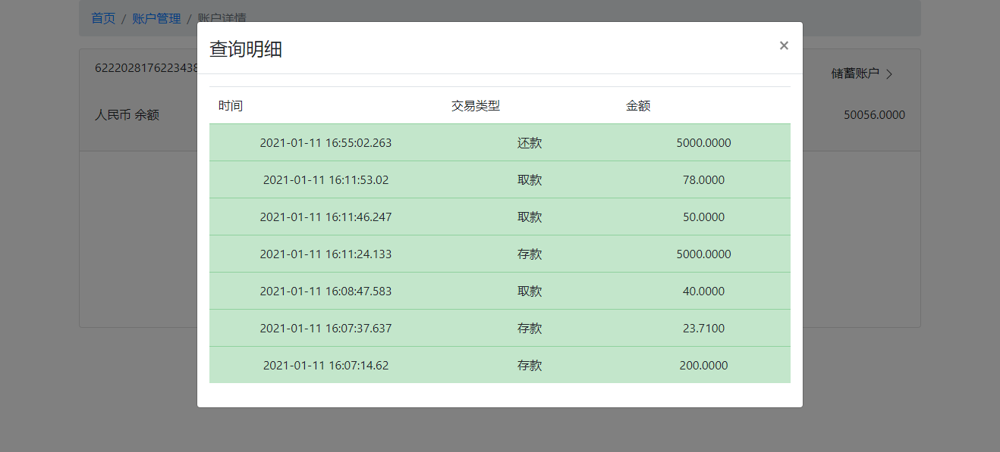 首页 / 账户管理 / 账户详情
查询明细 ×
6222028176223438
储蓄账户 >
人民币 余额 50056.0000
时间 交易类型 金额
2021-01-11 16:55:02.263 还款 5000.0000
2021-01-11 16:11:53.02 取款 78.0000
2021-01-11 16:11:46.247 取款 50.0000
2021-01-11 16:11:24.133 存款 5000.0000
2021-01-11 16:08:47.583 取款 40.0000
2021-01-11 16:07:37.637 存款 23.7100
2021-01-11 16:07:14.62 存款 200.0000